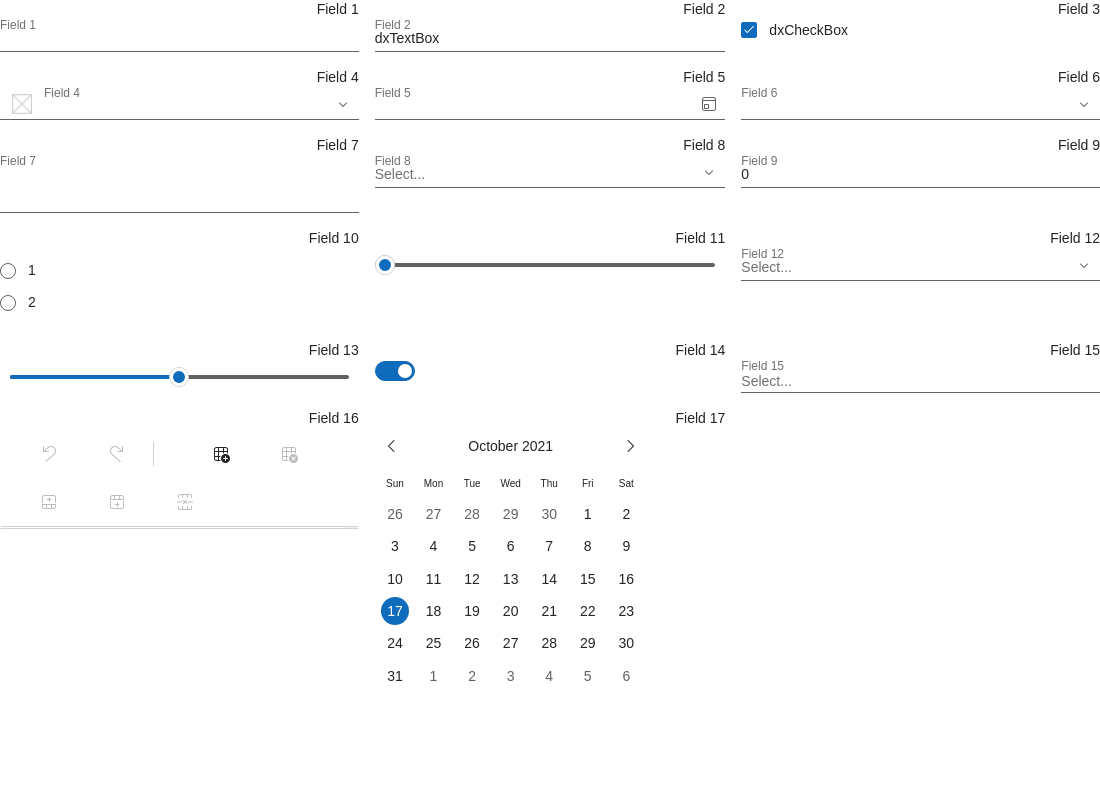 Field 1
Field 1
Field 2
Field 2
dxTextBox
Field 3
dxCheckBox
Field 4
Field 4
Field 5
Field 5
Field 6
Field 6
Field 7
Field 7
Field 8
Field 8
Select...
Field 9
Field 9
0
Field 10
1
2
Field 11
Field 12
Field 12
Select...
Field 13
Field 14
Field 15
Field 15
Select...
Field 16
Field 17
October 2021
Sun Mon Tue Wed Thu Fri Sat
26 27 28 29 30 1 2
3 4 5 6 7 8 9
10 11 12 13 14 15 16
17 18 19 20 21 22 23
24 25 26 27 28 29 30
31 1 2 3 4 5 6